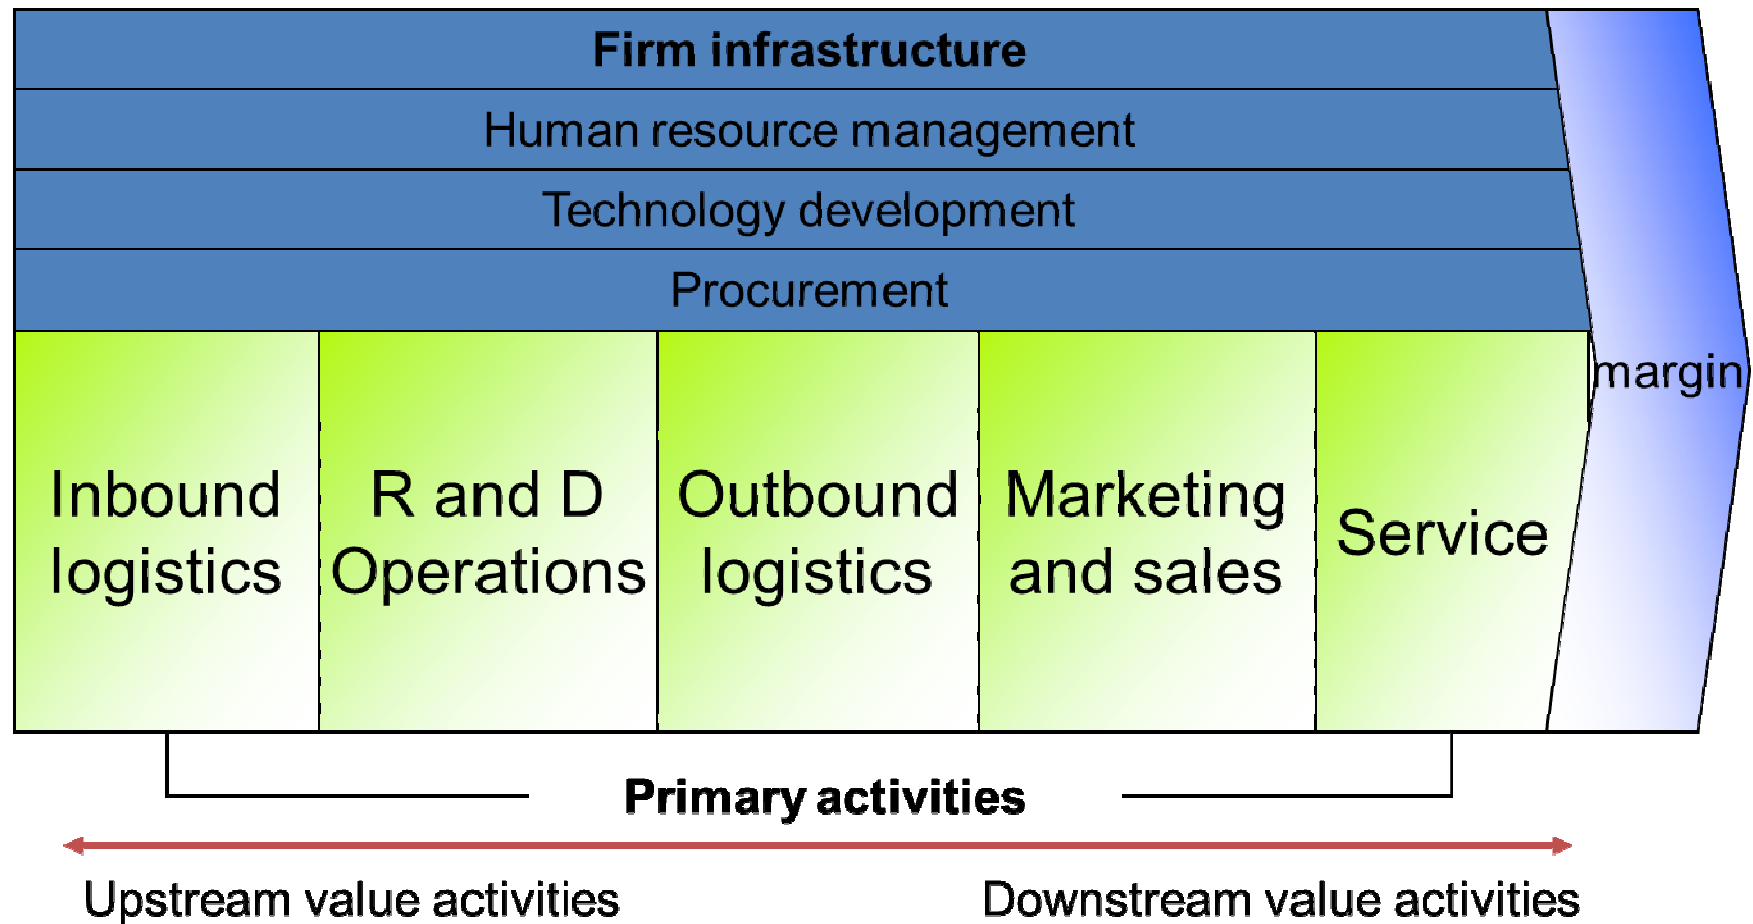 Firm infrastructure
Human resource management
Technology development
Procurement
margin
Inbound
logistics
R and D
Operations
Outbound
logistics
Marketing
and sales
Service
Primary activities
Upstream value activities
Downstream value activities